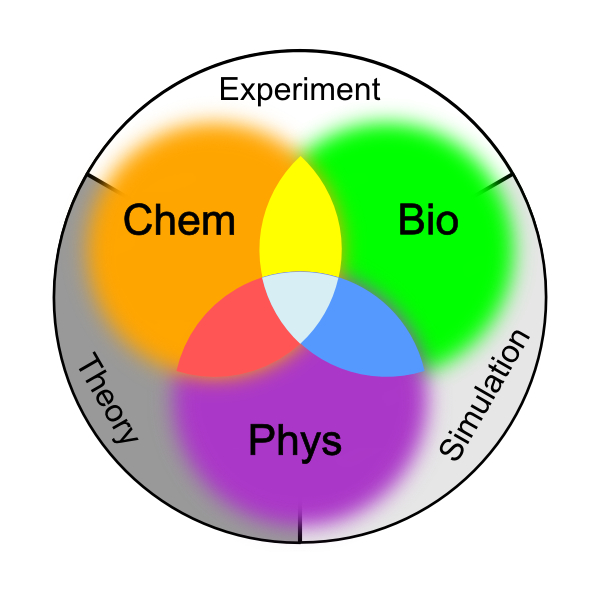 Experiment
Chem
Bio
Theory
Simulation
Phys